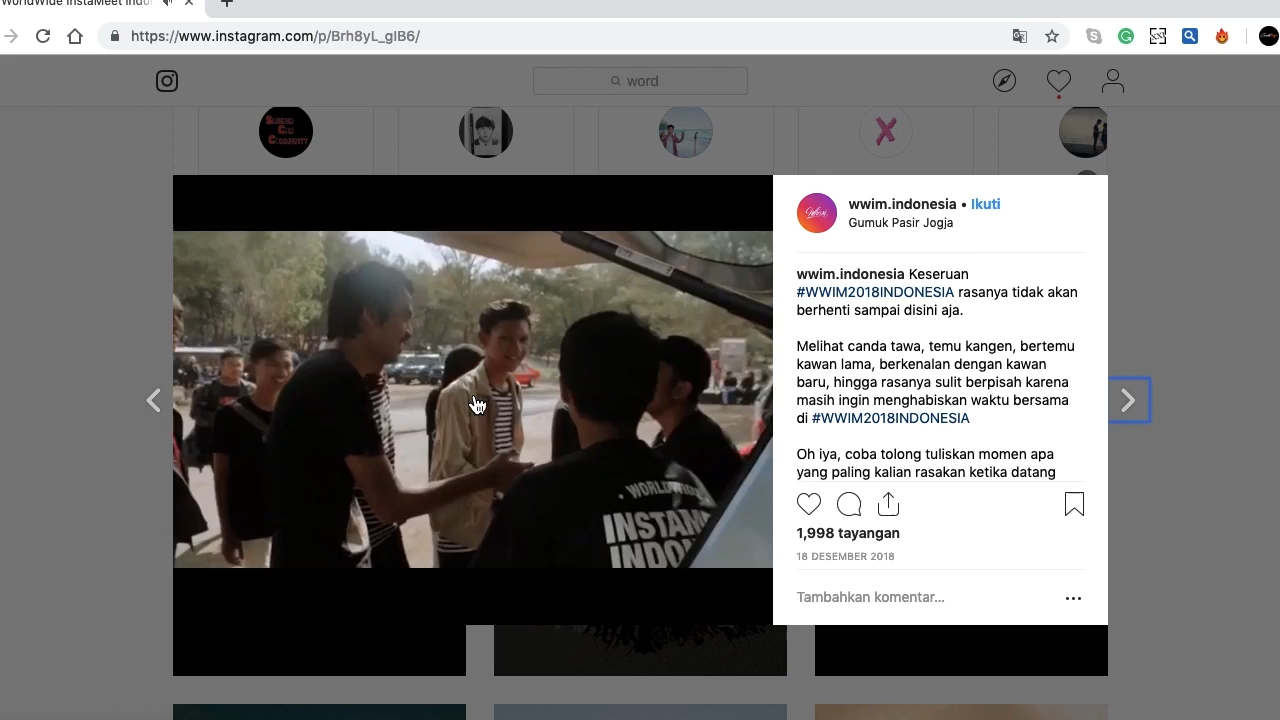 WorldWide InstaMeet Indo
https://www.instagram.com/p/Brh8yL_glB6/
word
wwim.indonesia • Ikuti
Gumuk Pasir Jogja
wwim.indonesia Keseruan
#WWIM2018INDONESIA rasanya tidak akan
berhenti sampai disini aja.
Melihat canda tawa, temu kangen, bertemu
kawan lama, berkenalan dengan kawan
baru, hingga rasanya sulit berpisah karena
masih ingin menghabiskan waktu bersama
di #WWIM2018INDONESIA
Oh iya, coba tolong tuliskan momen apa
yang paling kalian rasakan ketika datang
1,998 tayangan
18 DESEMBER 2018
Tambahkan komentar...
• WORLDWIDE
INSTAM
INDO